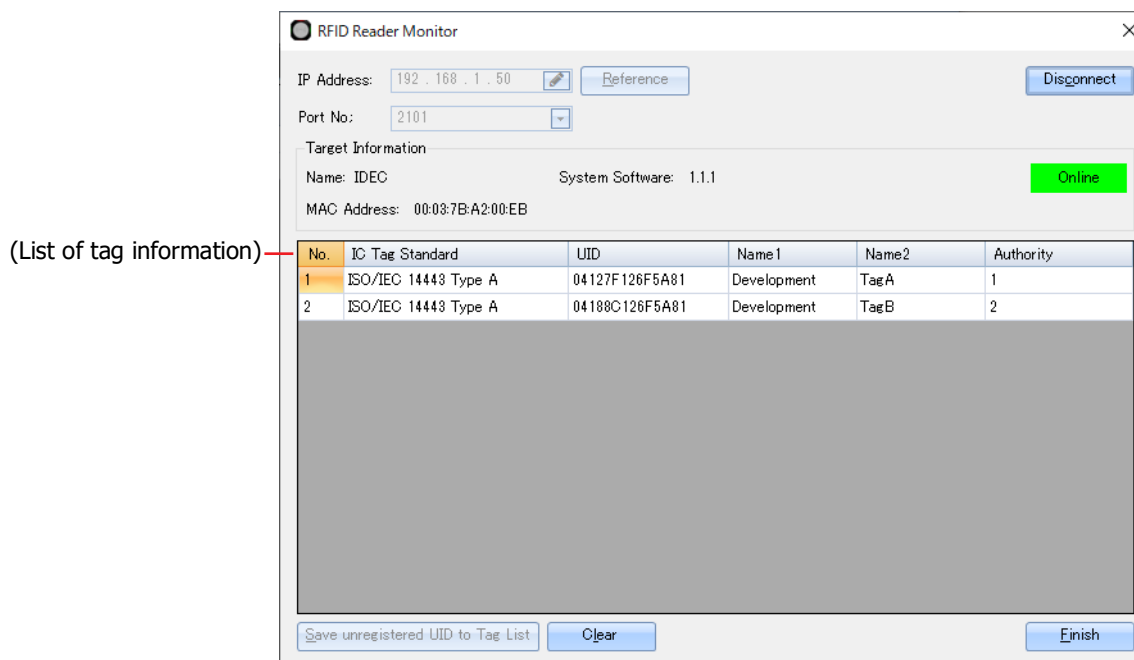 RFID Reader Monitor
IP Address: 192 . 168 . 1 . 50 Reference Disconnect
Port No.: 2101
Target Information
Name: IDEC System Software: 1.1.1 Online
MAC Address: 00:03:7B:A2:00:EB
(List of tag information)
No. IC Tag Standard UID Name1 Name2 Authority
1 ISO/IEC 14443 Type A 04127F126F5A81 Development TagA 1
2 ISO/IEC 14443 Type A 04188C126F5A81 Development TagB 2
Save unregistered UID to Tag List Clear Finish